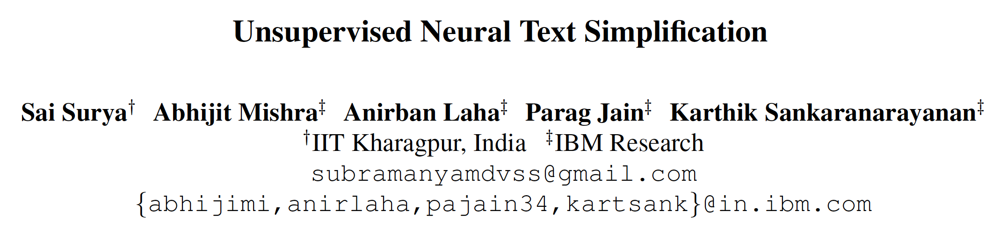 Unsupervised Neural Text Simplification
Sai Surya† Abhijit Mishra‡ Anirban Laha‡ Parag Jain‡ Karthik Sankaranarayanan‡
†IIT Kharagpur, India ‡IBM Research
subramanyamdvss@gmail.com
{abhijimi,anirlaha,pajain34,kartsank}@in.ibm.com